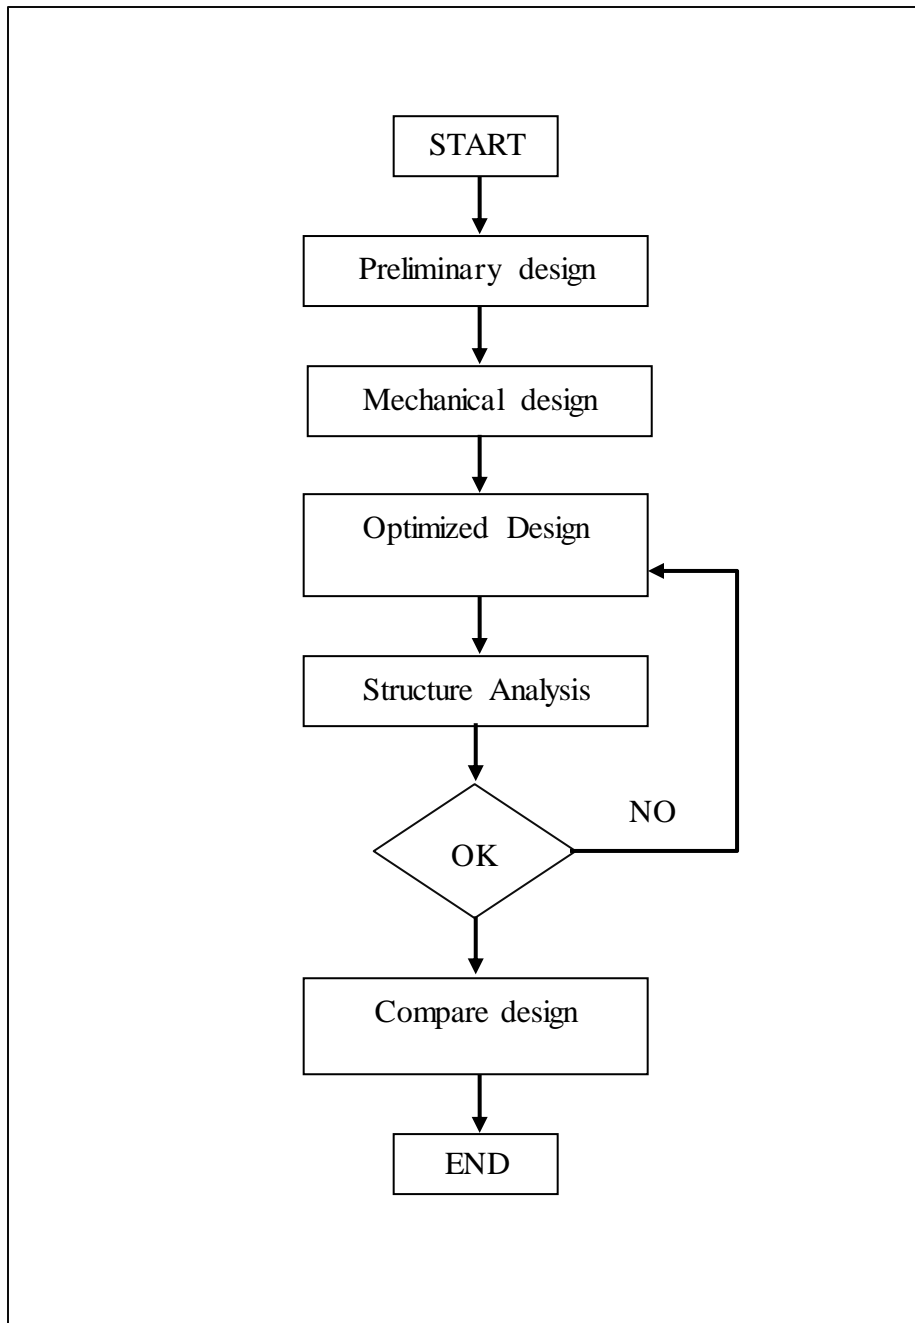 START
Preliminary design
Mechanical design
Optimized Design
Structure Analysis
NO
OK
Compare design
END